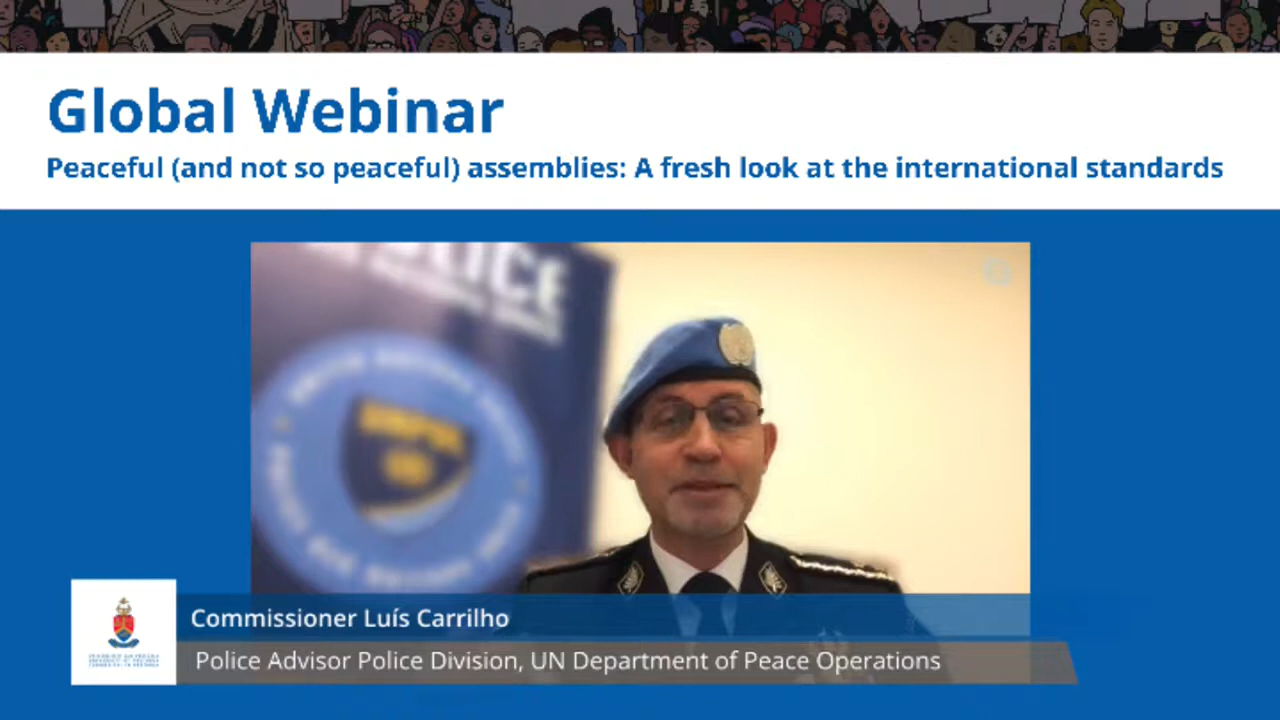 Global Webinar
Peaceful (and not so peaceful) assemblies: A fresh look at the international standards
Commissioner Luís Carrilho
Police Advisor Police Division, UN Department of Peace Operations